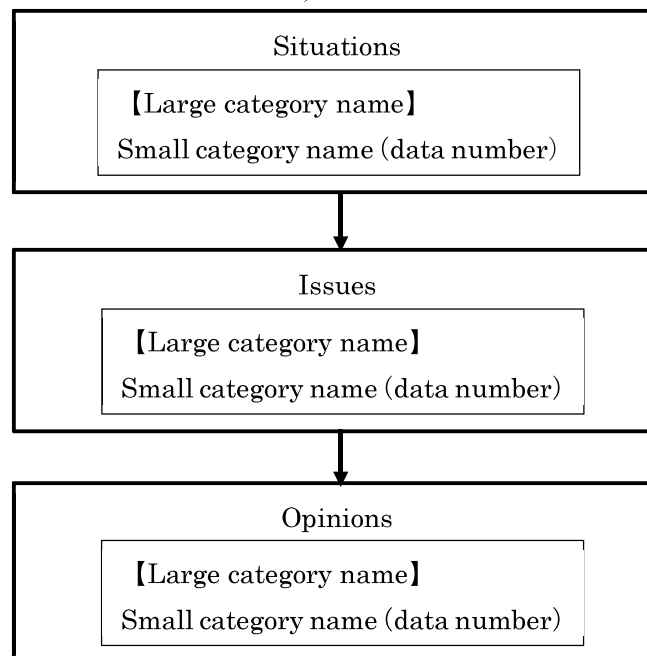 Situations
【Large category name】
Small category name (data number)
Issues
【Large category name】
Small category name (data number)
Opinions
【Large category name】
Small category name (data number)